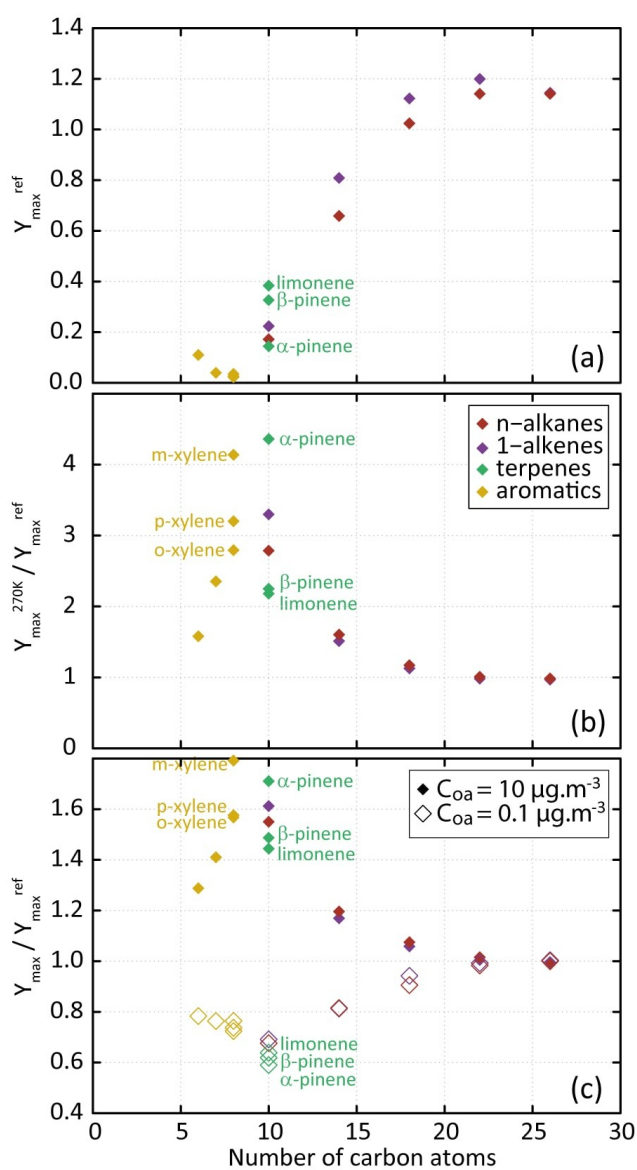 1.4
1.2
1.0
0.8
0.6
0.4
0.2
0.0
Y_max^ref
limonene
β-pinene
α-pinene
(a)
4
3
2
1
0
Y_max^270K / Y_max^ref
m-xylene
p-xylene
o-xylene
α-pinene
β-pinene
limonene
n-alkanes
1-alkenes
terpenes
aromatics
(b)
1.6
1.4
1.2
1.0
0.8
0.6
0.4
Y_max / Y_max^ref
m-xylene
p-xylene
o-xylene
α-pinene
β-pinene
limonene
C_oa = 10 µg.m⁻³
C_oa = 0.1 µg.m⁻³
limonene
β-pinene
α-pinene
(c)
0 5 10 15 20 25 30
Number of carbon atoms